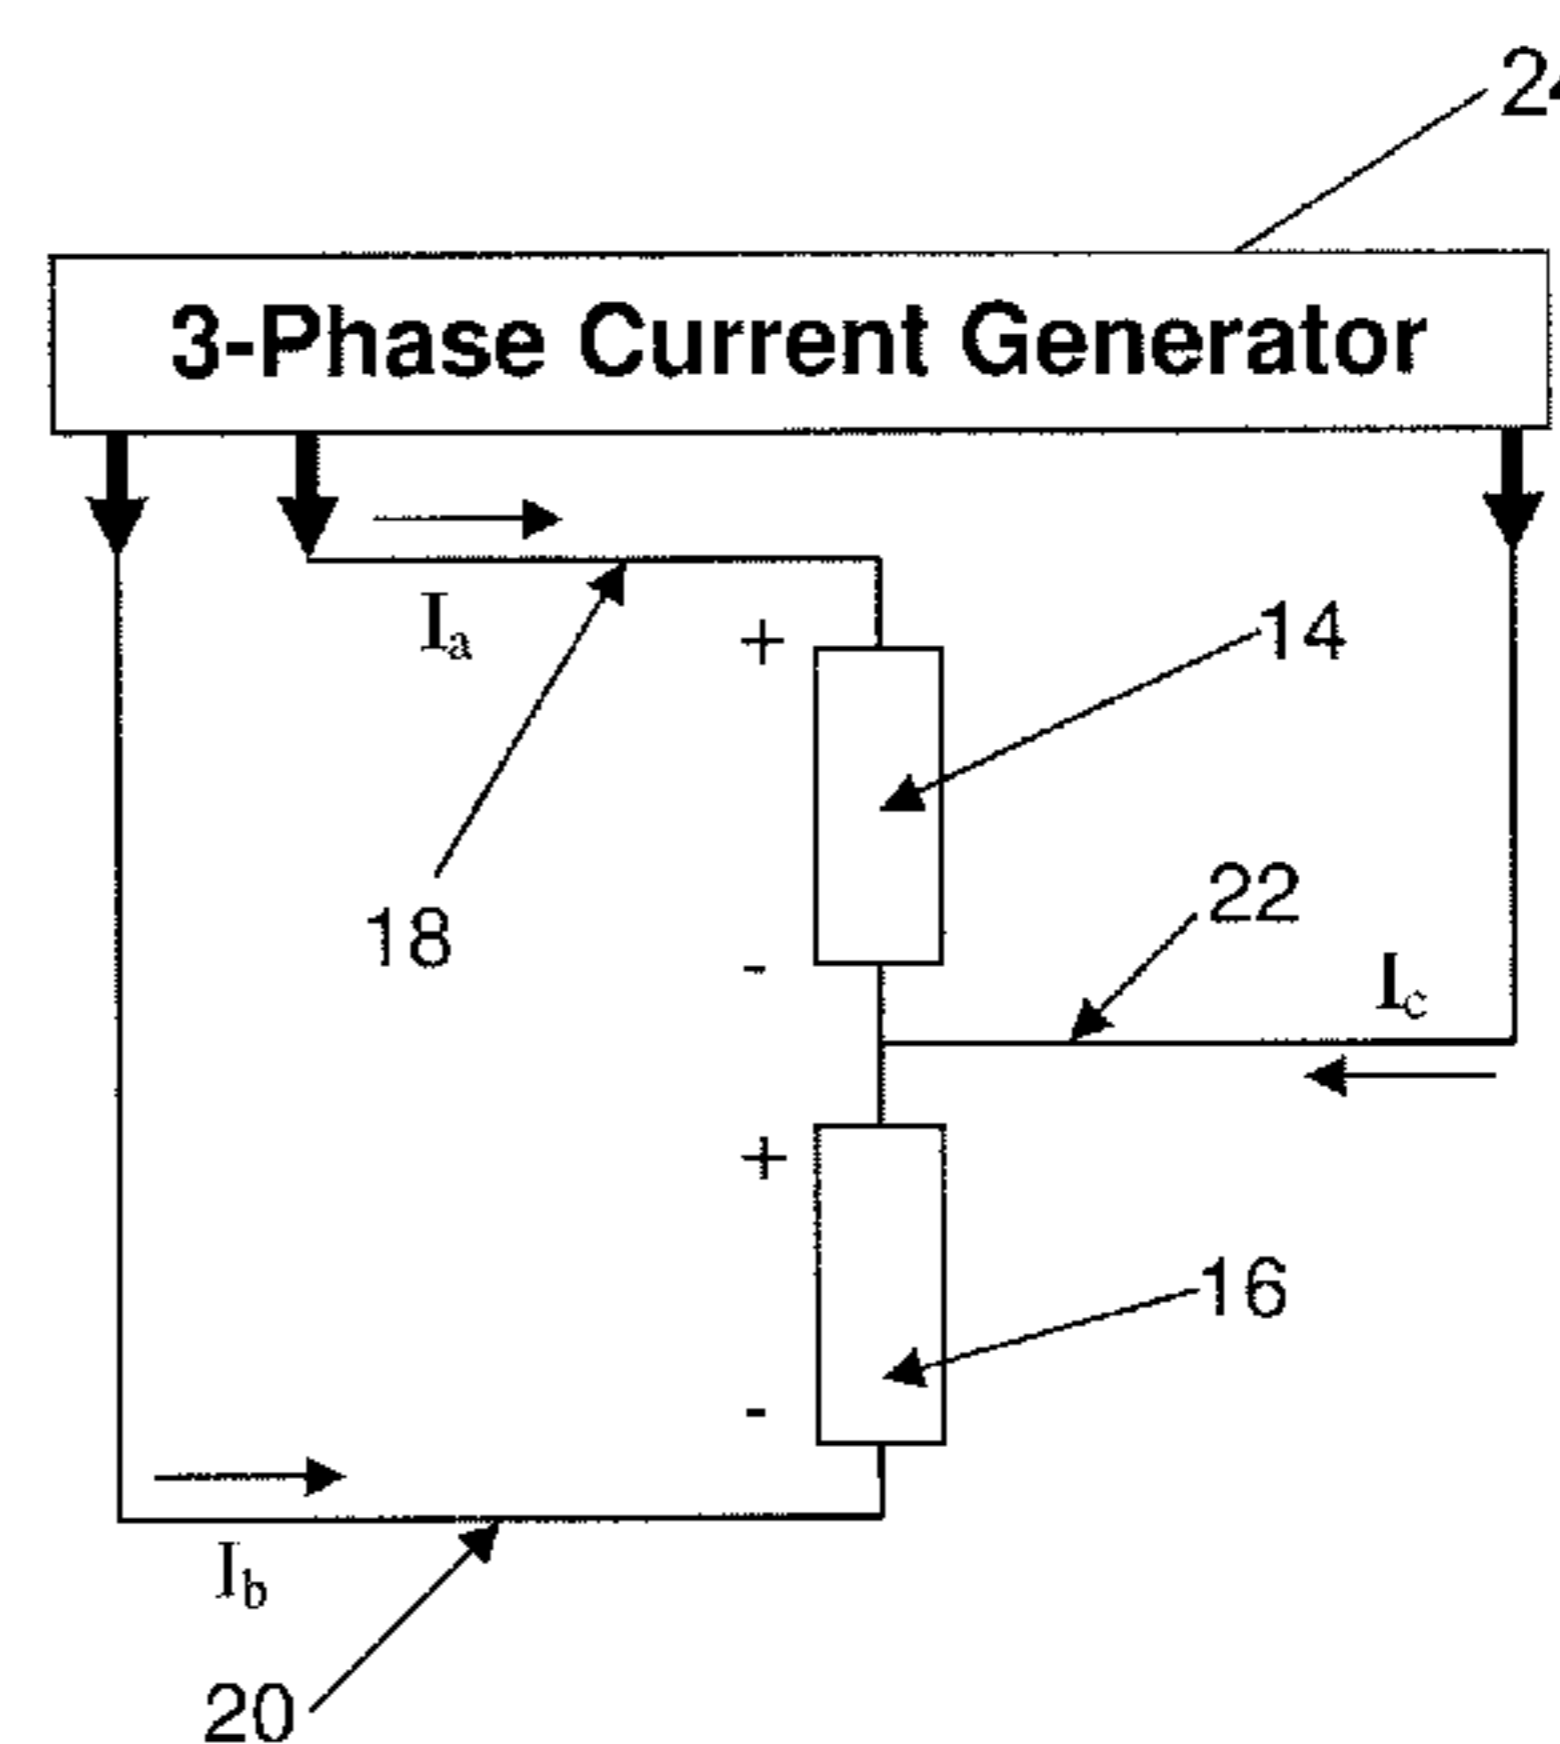 24
3-Phase Current Generator
Ia
+
14
18
-
22
Ic
+
16
-
Ib
20